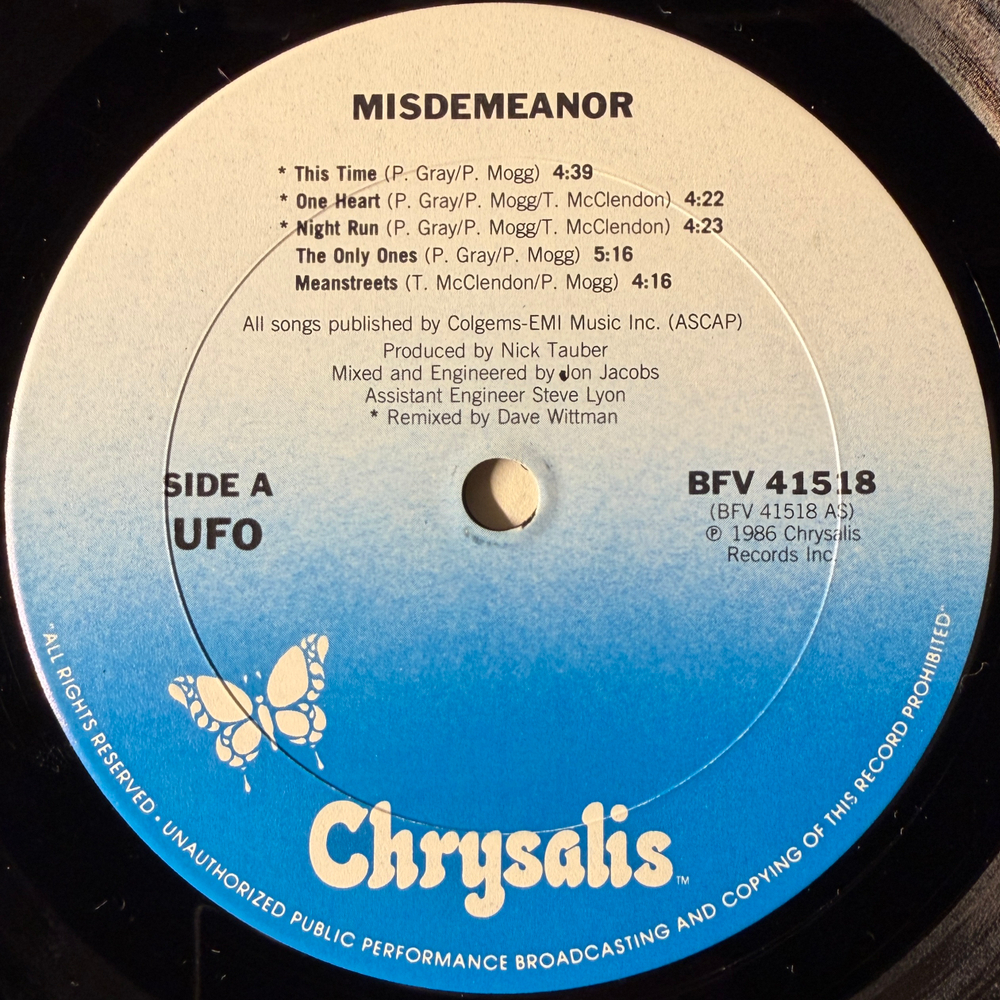 MISDEMEANOR
* This Time (P. Gray/P. Mogg) 4:39
* One Heart (P. Gray/P. Mogg/T. McClendon) 4:22
* Night Run (P. Gray/P. Mogg/T. McClendon) 4:23
The Only Ones (P. Gray/P. Mogg) 5:16
Meanstreets (T. McClendon/P. Mogg) 4:16
All songs published by Colgems-EMI Music Inc. (ASCAP)
Produced by Nick Tauber
Mixed and Engineered by Jon Jacobs
Assistant Engineer Steve Lyon
* Remixed by Dave Wittman
SIDE A
UFO
BFV 41518
(BFV 41518 AS)
℗ 1986 Chrysalis
Records Inc.
Chrysalis™
"ALL RIGHTS RESERVED • UNAUTHORIZED PUBLIC PERFORMANCE BROADCASTING AND COPYING OF THIS RECORD PROHIBITED"